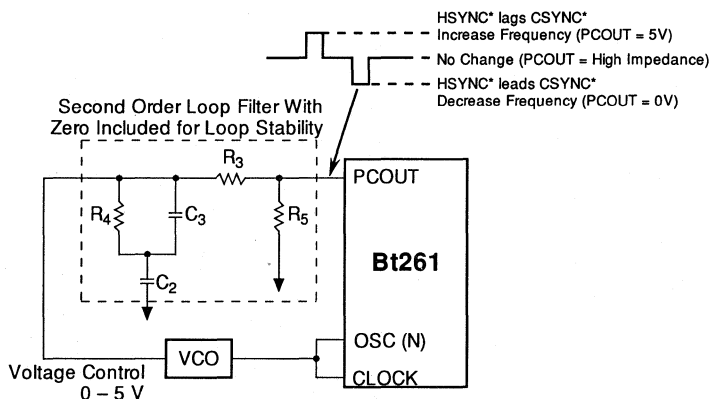 HSYNC* lags CSYNC*
Increase Frequency (PCOUT = 5V)
No Change (PCOUT = High Impedance)
HSYNC* leads CSYNC*
Decrease Frequency (PCOUT = 0V)
Second Order Loop Filter With
Zero Included for Loop Stability
R3
PCOUT
R4
C3
R5
Bt261
C2
OSC (N)
VCO
Voltage Control
0 – 5 V
CLOCK